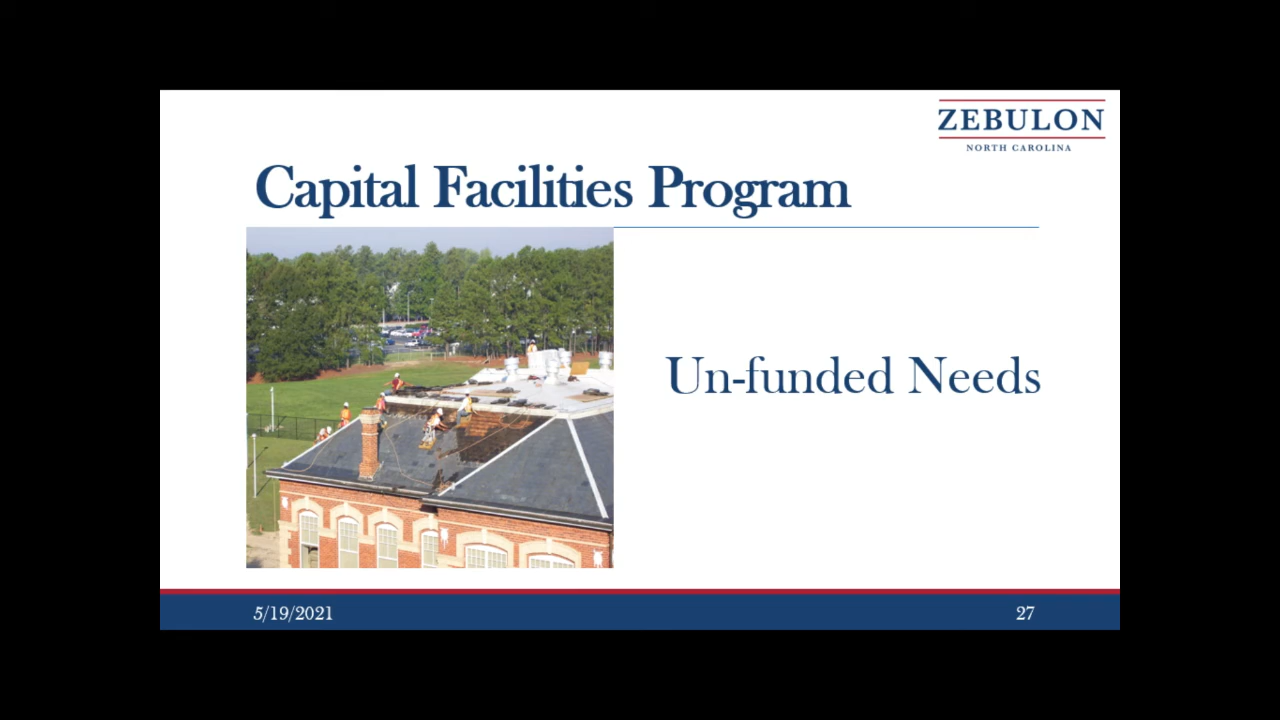 ZEBULON
NORTH CAROLINA
Capital Facilities Program
Un-funded Needs
5/19/2021
27